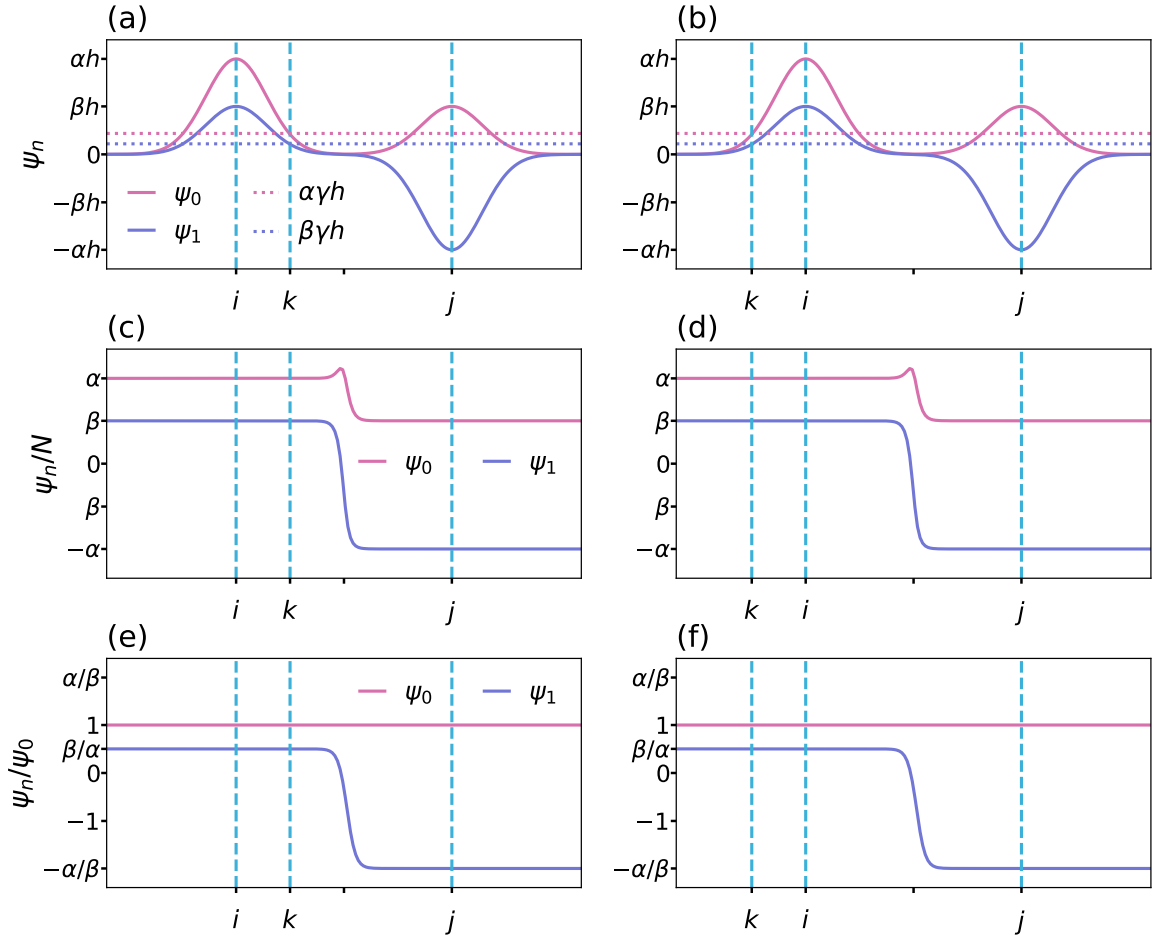 (a)
ψₙ
αh
βh
0
−βh
−αh
ψ₀
ψ₁
αγh
βγh
i
k
j
(b)
αh
βh
0
−βh
−αh
k
i
j
(c)
ψₙ/N
α
β
0
β
−α
ψ₀
ψ₁
i
k
j
(d)
α
β
0
β
−α
k
i
j
(e)
ψₙ/ψ₀
α/β
1
β/α
0
−1
−α/β
ψ₀
ψ₁
i
k
j
(f)
α/β
1
β/α
0
−1
−α/β
k
i
j